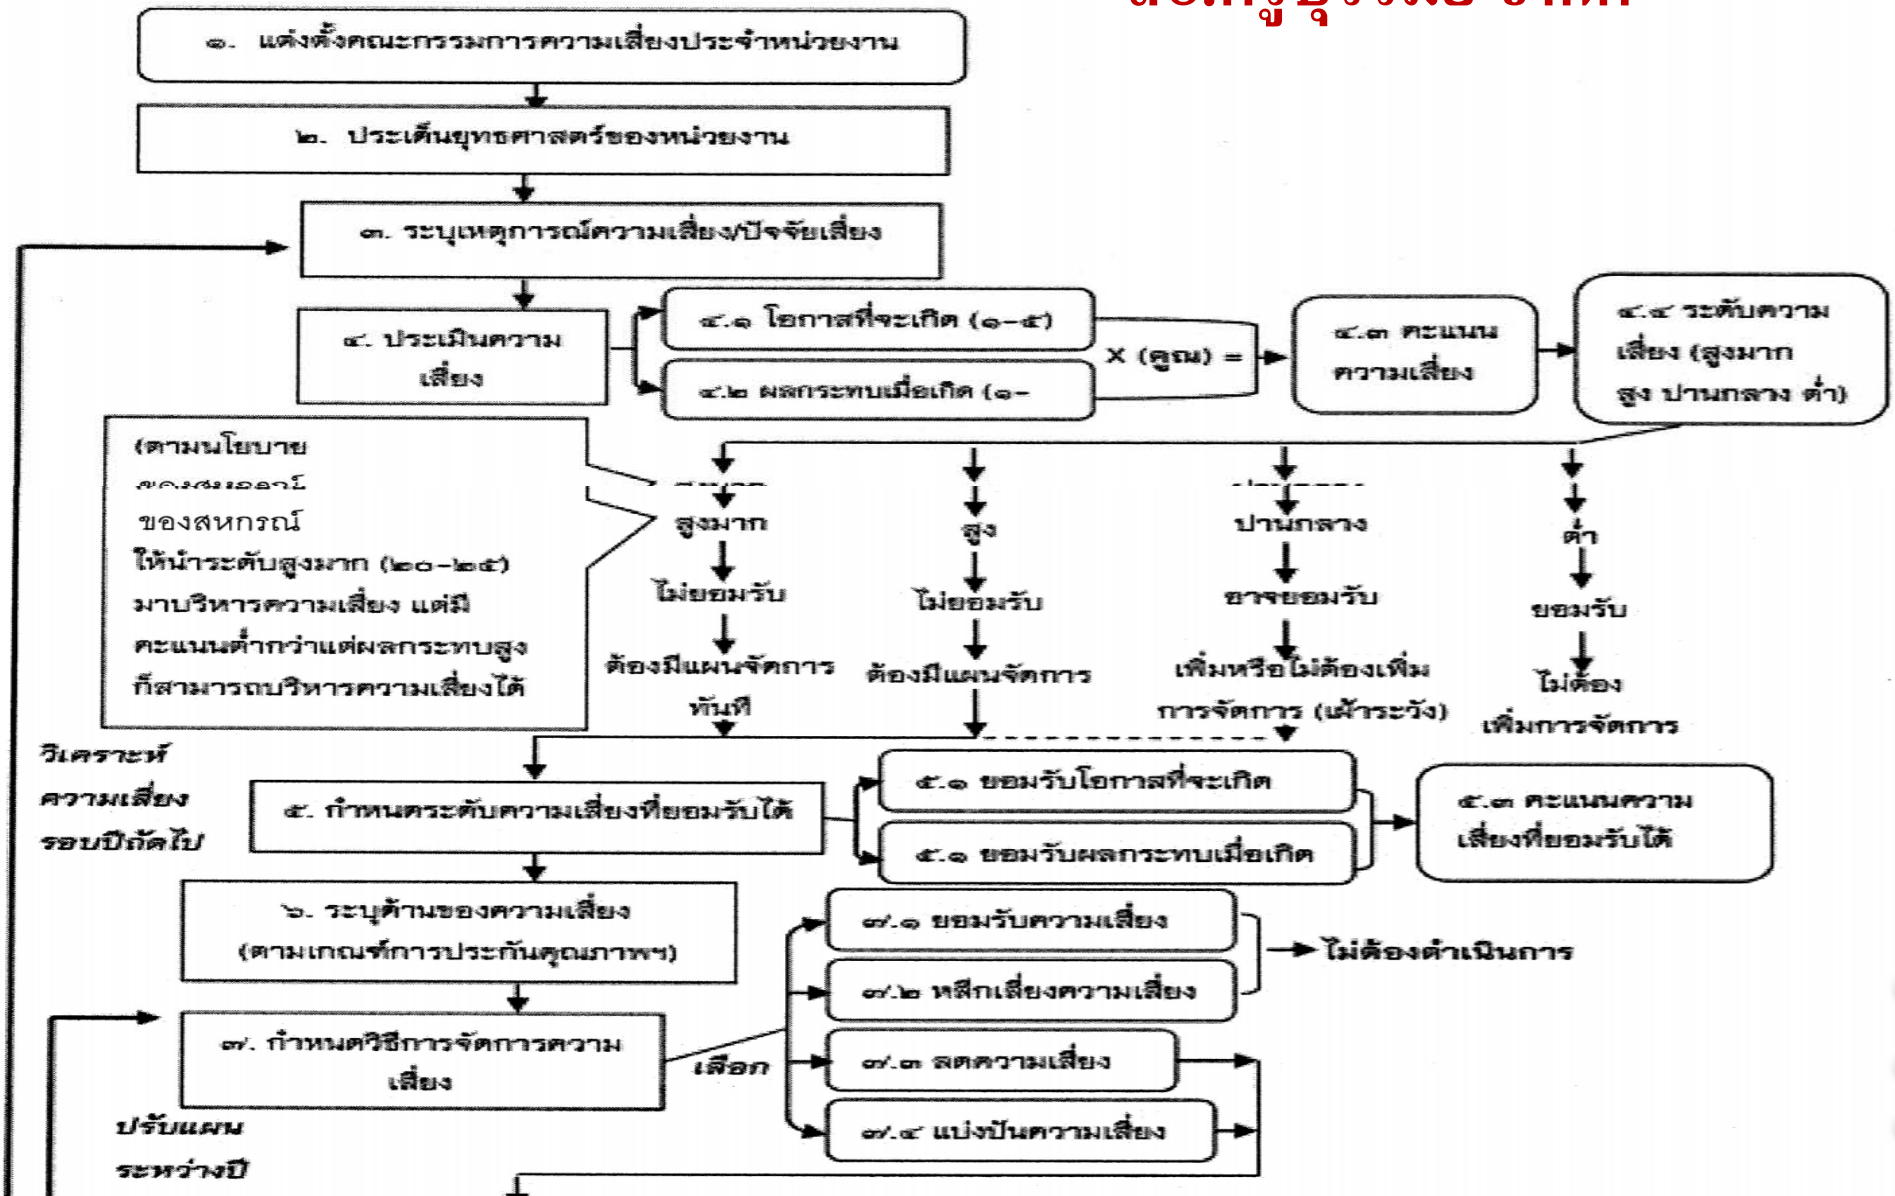 ๑. แต่งตั้งคณะกรรมการความเสี่ยงประจำหน่วยงาน
๒. ประเด็นยุทธศาสตร์ของหน่วยงาน
๓. ระบุเหตุการณ์ความเสี่ยง/ปัจจัยเสี่ยง
๔. ประเมินความ
เสี่ยง
๔.๑ โอกาสที่จะเกิด (๑-๕)
๔.๒ ผลกระทบเมื่อเกิด (๑-
X (คูณ) =
๔.๓ คะแนน
ความเสี่ยง
๔.๔ ระดับความ
เสี่ยง (สูงมาก
สูง ปานกลาง ต่ำ)
(ตามนโยบาย
ของสหกรณ์
ให้นำระดับสูงมาก (๒๐-๒๕)
มาบริหารความเสี่ยง แต่มี
คะแนนต่ำกว่าแต่ผลกระทบสูง
ก็สามารถบริหารความเสี่ยงได้
สูงมาก
ไม่ยอมรับ
ต้องมีแผนจัดการ
ทันที
สูง
ไม่ยอมรับ
ต้องมีแผนจัดการ
ปานกลาง
อาจยอมรับ
เพิ่มหรือไม่ต้องเพิ่ม
การจัดการ (เฝ้าระวัง)
ต่ำ
ยอมรับ
ไม่ต้อง
เพิ่มการจัดการ
วิเคราะห์
ความเสี่ยง
รอบปีถัดไป
๕. กำหนดระดับความเสี่ยงที่ยอมรับได้
๕.๑ ยอมรับโอกาสที่จะเกิด
๕.๑ ยอมรับผลกระทบเมื่อเกิด
๕.๓ คะแนนความ
เสี่ยงที่ยอมรับได้
๖. ระบุด้านของความเสี่ยง
(ตามเกณฑ์การประกันคุณภาพฯ)
๗. กำหนดวิธีการจัดการความ
เสี่ยง
เลือก
๗.๑ ยอมรับความเสี่ยง
๗.๒ หลีกเลี่ยงความเสี่ยง
ไม่ต้องดำเนินการ
๗.๓ ลดความเสี่ยง
๗.๔ แบ่งปันความเสี่ยง
ปรับแผน
ระหว่างปี